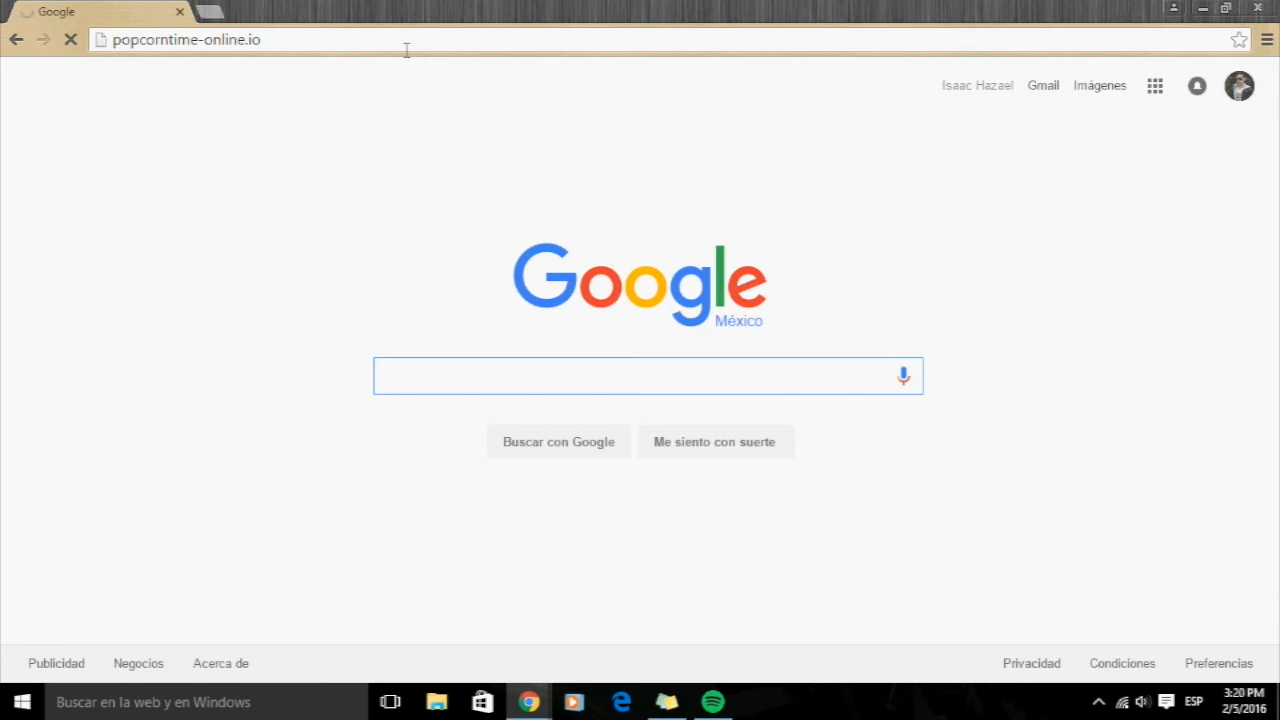 Google
popcorntime-online.io
Isaac Hazael Gmail Imágenes
Google
México
Buscar con Google Me siento con suerte
Publicidad Negocios Acerca de Privacidad Condiciones Preferencias
Buscar en la web y en Windows
ESP
3:20 PM
2/5/2016